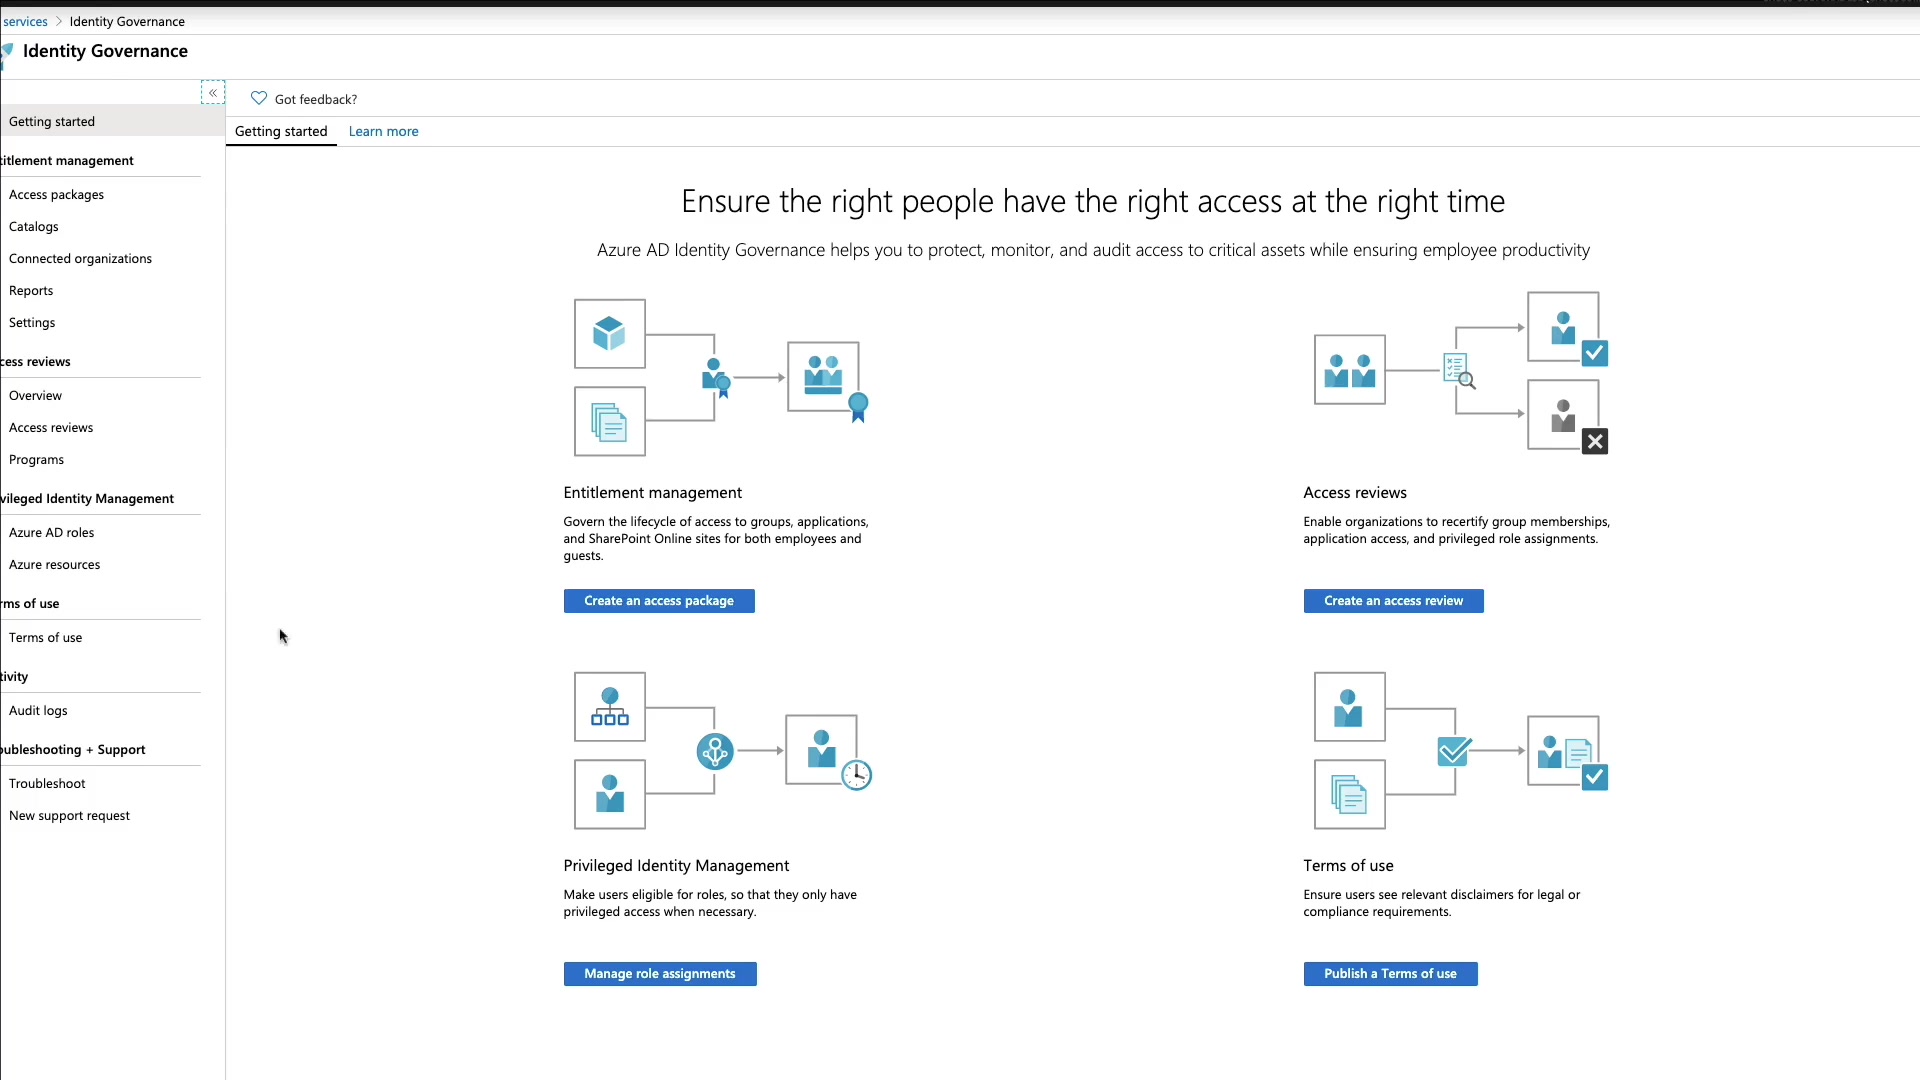 services > Identity Governance
Identity Governance
«
Got feedback?
Getting started
Learn more
Getting started
titlement management
Access packages
Catalogs
Connected organizations
Reports
Settings
cess reviews
Overview
Access reviews
Programs
vileged Identity Management
Azure AD roles
Azure resources
rms of use
Terms of use
tivity
Audit logs
oubleshooting + Support
Troubleshoot
New support request
Ensure the right people have the right access at the right time
Azure AD Identity Governance helps you to protect, monitor, and audit access to critical assets while ensuring employee productivity
Entitlement management
Govern the lifecycle of access to groups, applications,
and SharePoint Online sites for both employees and
guests.
Create an access package
Access reviews
Enable organizations to recertify group memberships,
application access, and privileged role assignments.
Create an access review
Privileged Identity Management
Make users eligible for roles, so that they only have
privileged access when necessary.
Manage role assignments
Terms of use
Ensure users see relevant disclaimers for legal or
compliance requirements.
Publish a Terms of use